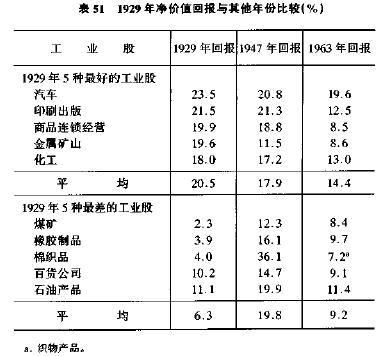 表 51 1929 年净价值回报与其他年份比较(%)
工 业 股 1929 年回报 1947 年回报 1963 年回报
1929 年 5 种最好的工业股
汽车 23.5 20.8 19.6
印刷出版 21.5 21.3 12.5
商品连锁经营 19.9 18.8 8.5
金属矿山 19.6 11.5 8.6
化工 18.0 17.2 13.0
平 均 20.5 17.9 14.4
1929 年 5 种最差的工业股
煤矿 2.3 12.3 8.4
橡胶制品 3.9 16.1 9.7
棉织品 4.0 36.1 7.2ª
百货公司 10.2 14.7 9.1
石油产品 11.1 19.9 11.4
平 均 6.3 19.8 9.2
a. 织物产品。